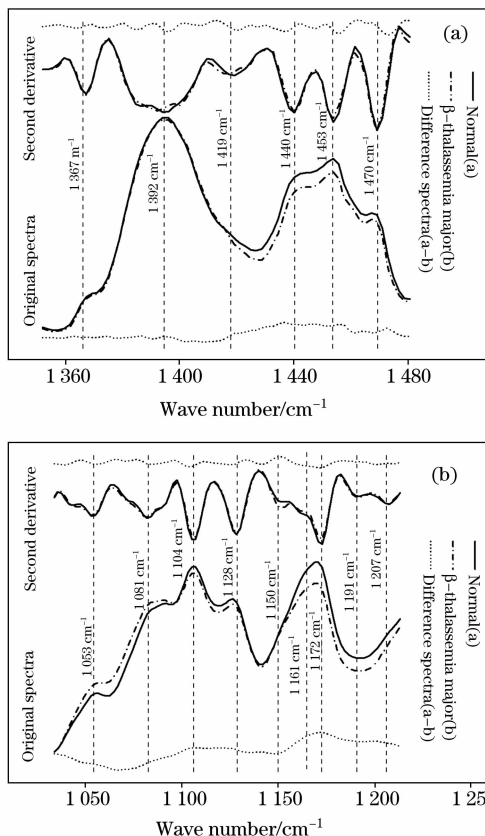 (a)
Second derivative
Original spectra
1 367 m⁻¹
1 392 cm⁻¹
1 419 cm⁻¹
1 440 cm⁻¹
1 453 cm⁻¹
1 470 cm⁻¹
Normal(a)
β-thalassemia major(b)
Difference spectra(a-b)
1 360
1 400
1 440
1 480
Wave number/cm⁻¹
(b)
Second derivative
Original spectra
1 053 cm⁻¹
1 081 cm⁻¹
1 104 cm⁻¹
1 128 cm⁻¹
1 150 cm⁻¹
1 161 cm⁻¹
1 172 cm⁻¹
1 191 cm⁻¹
1 207 cm⁻¹
Normal(a)
β-thalassemia major(b)
Difference spectra(a-b)
1 050
1 100
1 150
1 200
1 25
Wave number/cm⁻¹